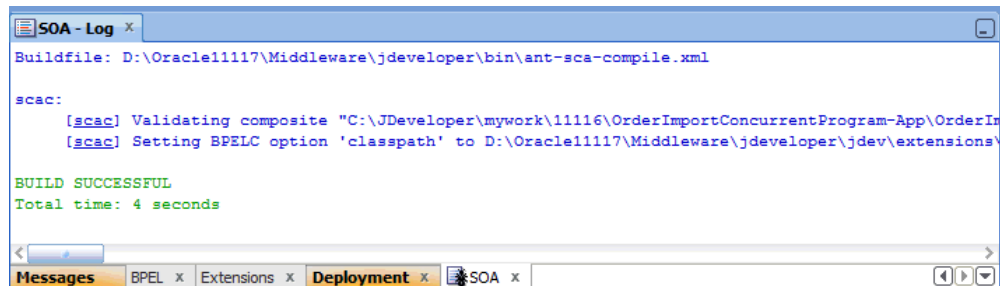 SOA - Log x
Buildfile: D:\Oracle11117\Middleware\jdeveloper\bin\ant-sca-compile.xml
scac:
[scac] Validating composite "C:\JDeveloper\mywork\11116\OrderImportConcurrentProgram-App\OrderIm
[scac] Setting BPELC option 'classpath' to D:\Oracle11117\Middleware\jdeveloper\jdev\extensions\
BUILD SUCCESSFUL
Total time: 4 seconds
Messages BPEL x Extensions x Deployment x SOA x